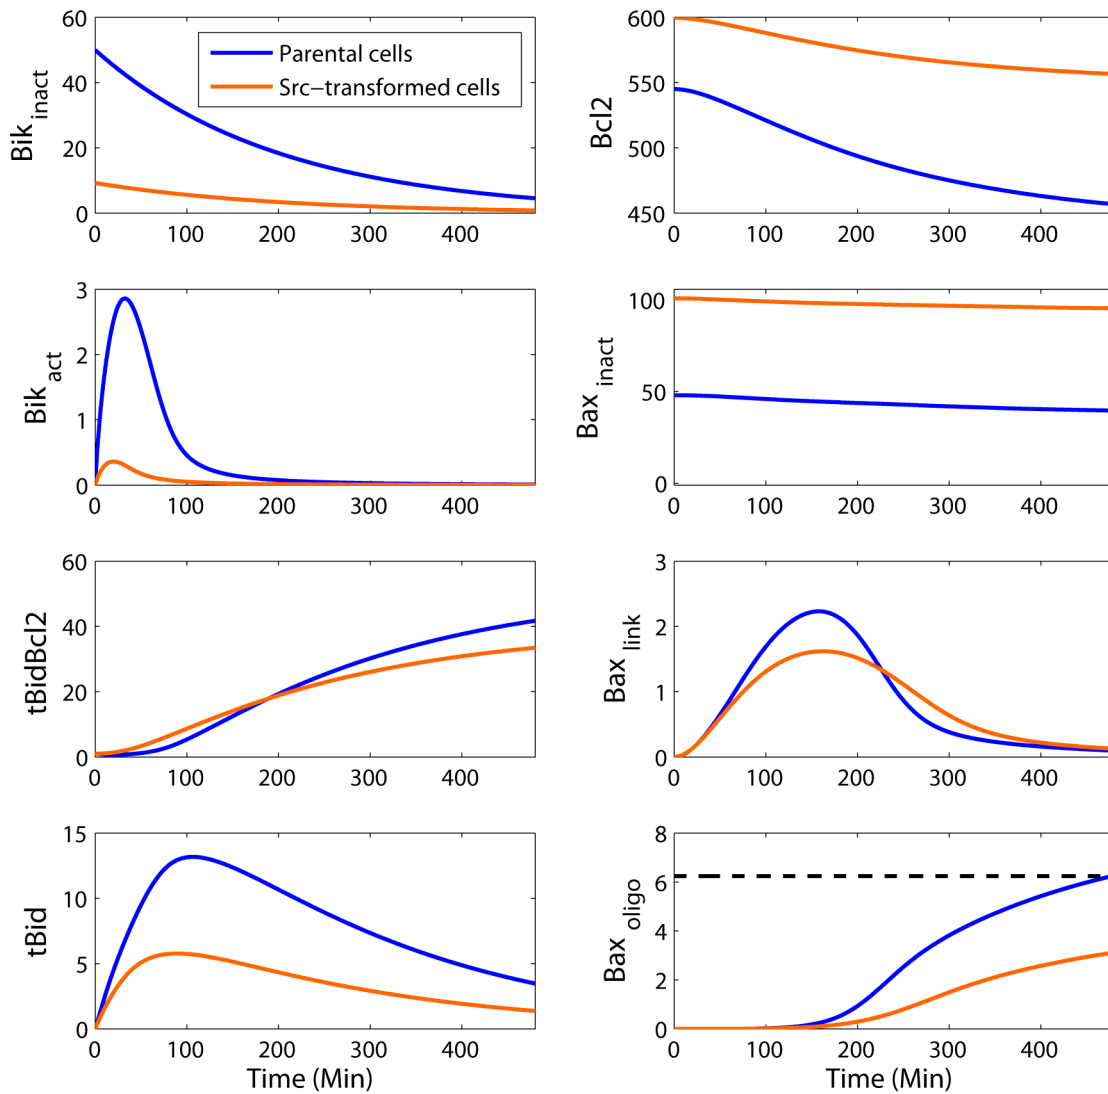 60
40
20
0
Bik inact
Parental cells
Src-transformed cells
0 100 200 300 400
600
550
500
450
Bcl2
0 100 200 300 400
3
2
1
0
Bik act
0 100 200 300 400
100
50
0
Bax inact
0 100 200 300 400
60
40
20
0
tBidBcl2
0 100 200 300 400
3
2
1
0
Bax link
0 100 200 300 400
15
10
5
0
tBid
0 100 200 300 400
Time (Min)
8
6
4
2
0
Bax oligo
0 100 200 300 400
Time (Min)